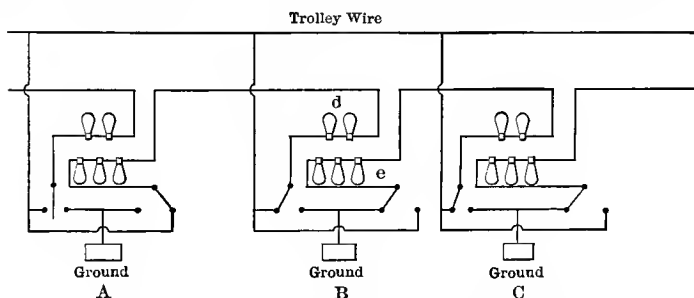 Trolley Wire
d
e
Ground Ground Ground
A B C